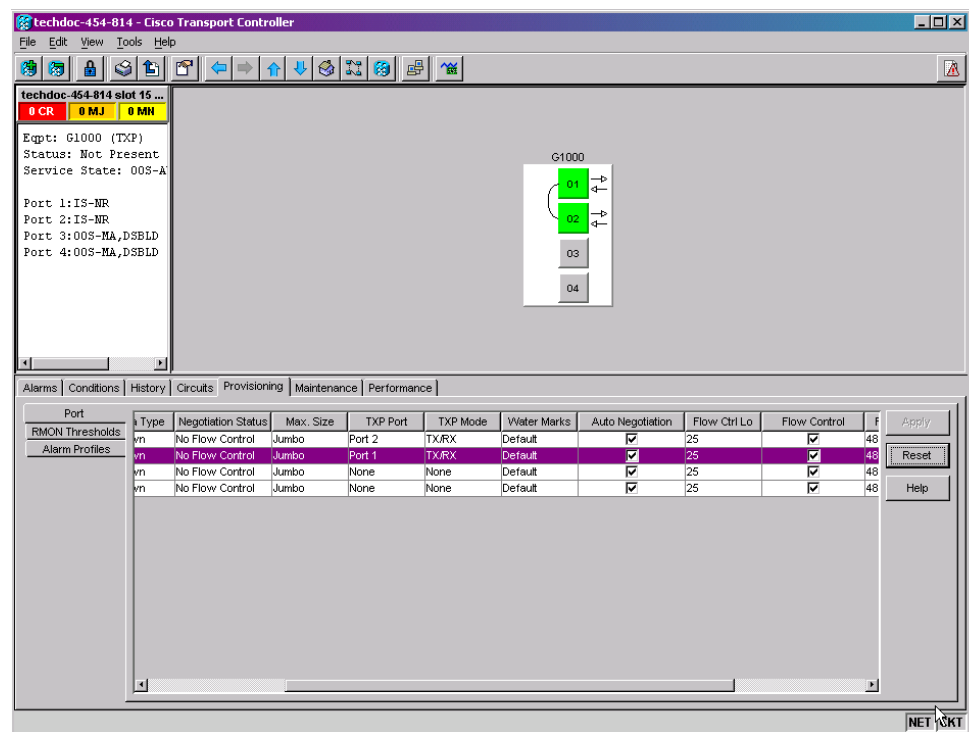 techdoc-454-814 - Cisco Transport Controller
File Edit View Tools Help
techdoc-454-814 slot 15 ...
0 CR 0 MJ 0 MN
Eqpt: G1000 (TXP)
Status: Not Present
Service State: OOS-A
Port 1:IS-NR
Port 2:IS-NR
Port 3:OOS-MA,DSBLD
Port 4:OOS-MA,DSBLD
G1000
01
02
03
04
Alarms Conditions History Circuits Provisioning Maintenance Performance
Port
RMON Thresholds
Alarm Profiles
Type Negotiation Status Max. Size TXP Port TXP Mode Water Marks Auto Negotiation Flow Ctrl Lo Flow Control F
wn No Flow Control Jumbo Port 2 TX/RX Default 25 48
wn No Flow Control Jumbo Port 1 TX/RX Default 25 48
wn No Flow Control Jumbo None None Default 25 48
wn No Flow Control Jumbo None None Default 25 48
Apply
Reset
Help
NET CKT